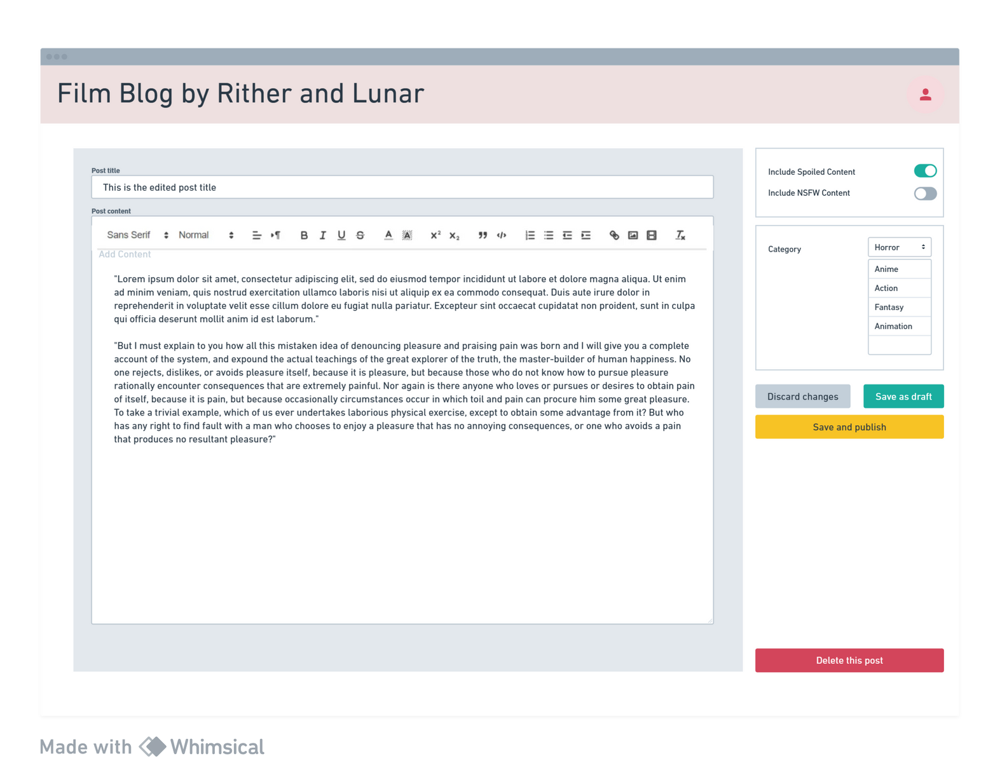 Film Blog by Rither and Lunar
Post title
This is the edited post title
Post content
Sans Serif Normal
Add Content
"Lorem ipsum dolor sit amet, consectetur adipiscing elit, sed do eiusmod tempor incididunt ut labore et dolore magna aliqua. Ut enim
ad minim veniam, quis nostrud exercitation ullamco laboris nisi ut aliquip ex ea commodo consequat. Duis aute irure dolor in
reprehenderit in voluptate velit esse cillum dolore eu fugiat nulla pariatur. Excepteur sint occaecat cupidatat non proident, sunt in culpa
qui officia deserunt mollit anim id est laborum."
"But I must explain to you how all this mistaken idea of denouncing pleasure and praising pain was born and I will give you a complete
account of the system, and expound the actual teachings of the great explorer of the truth, the master-builder of human happiness. No
one rejects, dislikes, or avoids pleasure itself, because it is pleasure, but because those who do not know how to pursue pleasure
rationally encounter consequences that are extremely painful. Nor again is there anyone who loves or pursues or desires to obtain pain
of itself, because it is pain, but because occasionally circumstances occur in which toil and pain can procure him some great pleasure.
To take a trivial example, which of us ever undertakes laborious physical exercise, except to obtain some advantage from it? But who
has any right to find fault with a man who chooses to enjoy a pleasure that has no annoying consequences, or one who avoids a pain
that produces no resultant pleasure?"
Include Spoiled Content
Include NSFW Content
Category
Horror
Anime
Action
Fantasy
Animation
Discard changes
Save as draft
Save and publish
Delete this post
Made with Whimsical